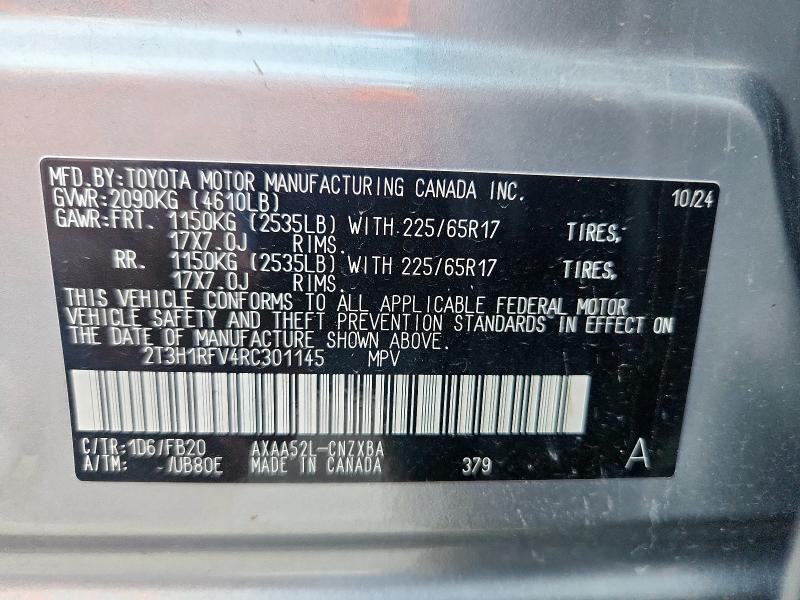 MFD.BY:TOYOTA MOTOR MANUFACTURING CANADA INC. 10/24
GVWR:2090KG (4610LB)
GAWR:FRT. 1150KG (2535LB) WITH 225/65R17 TIRES,
17X7.0J RIMS.
RR. 1150KG (2535LB) WITH 225/65R17 TIRES,
17X7.0J RIMS.
THIS VEHICLE CONFORMS TO ALL APPLICABLE FEDERAL MOTOR
VEHICLE SAFETY AND THEFT PREVENTION STANDARDS IN EFFECT ON
THE DATE OF MANUFACTURE SHOWN ABOVE.
2T3H1RFV4RC301145 MPV
C/TR:1D6/FB20 AXAA52L-CNZXBA
A/TM: /UB80E MADE IN CANADA 379 A